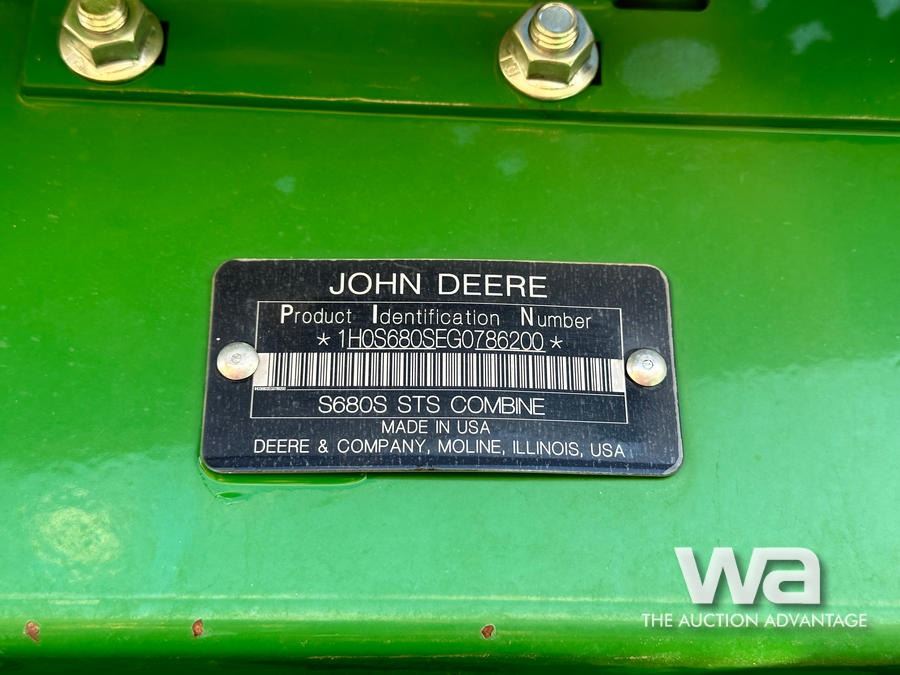 JOHN DEERE
Product Identification Number
*1H0S680SEG0786200*
S680S STS COMBINE
MADE IN USA
DEERE & COMPANY, MOLINE, ILLINOIS, USA
wa
THE AUCTION ADVANTAGE